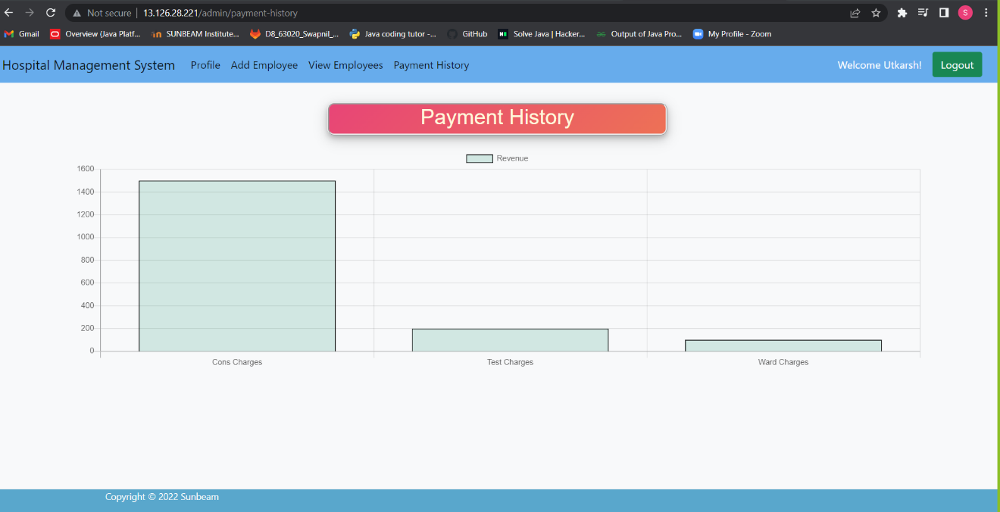 Not secure | 13.126.28.221/admin/payment-history S
Gmail Overview (Java Platf... SUNBEAM Institute... D8_63020_Swapnil_... Java coding tutor -... GitHub Solve Java | Hacker... Output of Java Pro... My Profile - Zoom
Hospital Management System Profile Add Employee View Employees Payment History Welcome Utkarsh! Logout
Payment History
Revenue
1600
1400
1200
1000
800
600
400
200
0
Cons Charges Test Charges Ward Charges
Copyright © 2022 Sunbeam